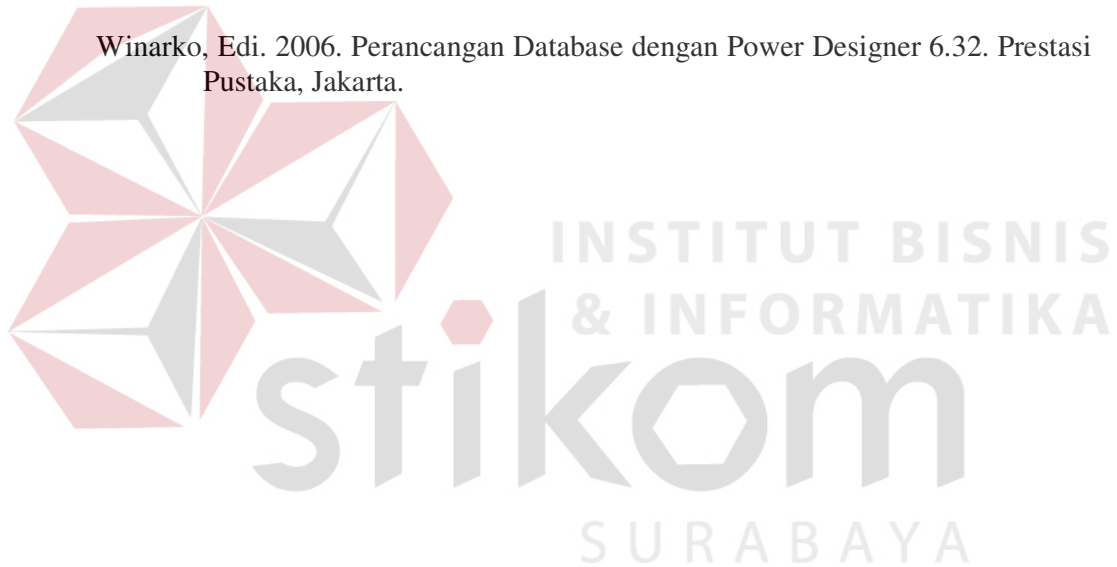 Winarko, Edi. 2006. Perancangan Database dengan Power Designer 6.32. Prestasi
Pustaka, Jakarta.
INSTITUT BISNIS
& INFORMATIKA
stikom
SURABAYA